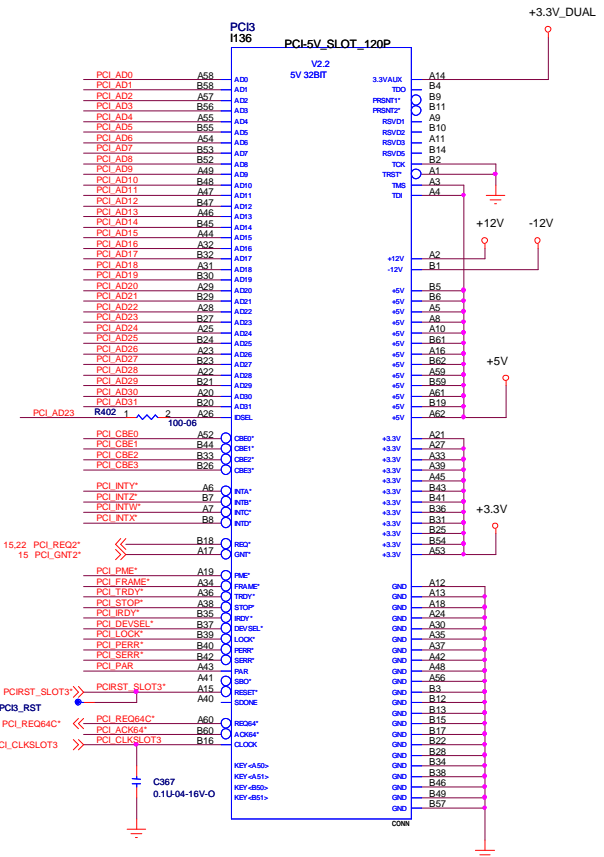 +3.3V_DUAL
PCI3
I136
PCI-5V_SLOT_120P
V2.2
5V 32BIT
PCI_AD0 A58 AD0
PCI_AD1 B58 AD1
PCI_AD2 A57 AD2
PCI_AD3 B56 AD3
PCI_AD4 A55 AD4
PCI_AD5 B55 AD5
PCI_AD6 A54 AD6
PCI_AD7 B53 AD7
PCI_AD8 B52 AD8
PCI_AD9 A49 AD9
PCI_AD10 B48 AD10
PCI_AD11 A47 AD11
PCI_AD12 B47 AD12
PCI_AD13 A46 AD13
PCI_AD14 B45 AD14
PCI_AD15 A44 AD15
PCI_AD16 A32 AD16
PCI_AD17 B32 AD17
PCI_AD18 A31 AD18
PCI_AD19 B30 AD19
PCI_AD20 A29 AD20
PCI_AD21 B29 AD21
PCI_AD22 A28 AD22
PCI_AD23 B27 AD23
PCI_AD24 A25 AD24
PCI_AD25 B24 AD25
PCI_AD26 A23 AD26
PCI_AD27 B23 AD27
PCI_AD28 A22 AD28
PCI_AD29 B21 AD29
PCI_AD30 A20 AD30
PCI_AD31 B20 AD31
PCI_AD23 R402 1 2 A26 IDSEL
100-06
PCI_CBE0 A52 CBE0*
PCI_CBE1 B44 CBE1*
PCI_CBE2 B33 CBE2*
PCI_CBE3 B26 CBE3*
PCI_INTY* A6 INTA*
PCI_INTZ* B7 INTB*
PCI_INTW* A7 INTC*
PCI_INTX* B8 INTD*
15,22 PCI_REQ2* B18 REQ*
15 PCI_GNT2* A17 GNT*
PCI_PME* A19 PME*
PCI_FRAME* A34 FRAME*
PCI_TRDY* A36 TRDY*
PCI_STOP* A38 STOP*
PCI_IRDY* B35 IRDY*
PCI_DEVSEL* B37 DEVSEL*
PCI_LOCK* B39 LOCK*
PCI_PERR* B40 PERR*
PCI_SERR* B42 SERR*
PCI_PAR A43 PAR
A41 SBO*
PCIRST_SLOT3* PCIRST_SLOT3* A15 RESET*
A40 SDONE
PCI3_RST
PCI_REQ64C* PCI_REQ64C* A60 REQ64*
PCI_ACK64* B60 ACK64*
CI_CLKSLOT3 PCI_CLKSLOT3 B16 CLOCK
KEY<A50>
KEY<A51>
KEY<B50>
KEY<B51>
C367
0.1U-04-16V-O
3.3VAUX A14
TDO B4
PRSNT1* B9
PRSNT2* B11
RSVD1 A9
RSVD2 B10
RSVD3 A11
RSVD5 B14
TCK B2
TRST* A1
TMS A3
TDI A4
+12V -12V
+12V A2
-12V B1
+5V B5
+5V B6
+5V A5
+5V A8
+5V A10
+5V B61
+5V A16
+5V B62
+5V A59
+5V B59
+5V A61
+5V B19
+5V A62
+5V
+3.3V A21
+3.3V A27
+3.3V A33
+3.3V A39
+3.3V A45
+3.3V B43
+3.3V B41
+3.3V B36
+3.3V B31
+3.3V B25
+3.3V B54
+3.3V A53
+3.3V
GND A12
GND A13
GND A18
GND A24
GND A30
GND A35
GND A37
GND A42
GND A48
GND A56
GND B3
GND B12
GND B13
GND B15
GND B17
GND B22
GND B28
GND B34
GND B38
GND B46
GND B49
GND B57
CONN